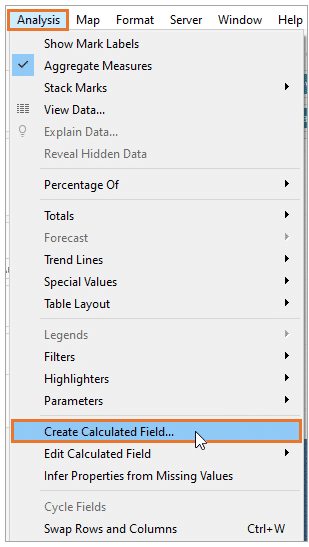 Analysis Map Format Server Window Help
Show Mark Labels
Aggregate Measures
Stack Marks
View Data...
Explain Data...
Reveal Hidden Data
Percentage Of
Totals
Forecast
Trend Lines
Special Values
Table Layout
Legends
Filters
Highlighters
Parameters
Create Calculated Field...
Edit Calculated Field
Infer Properties from Missing Values
Cycle Fields
Swap Rows and Columns Ctrl+W